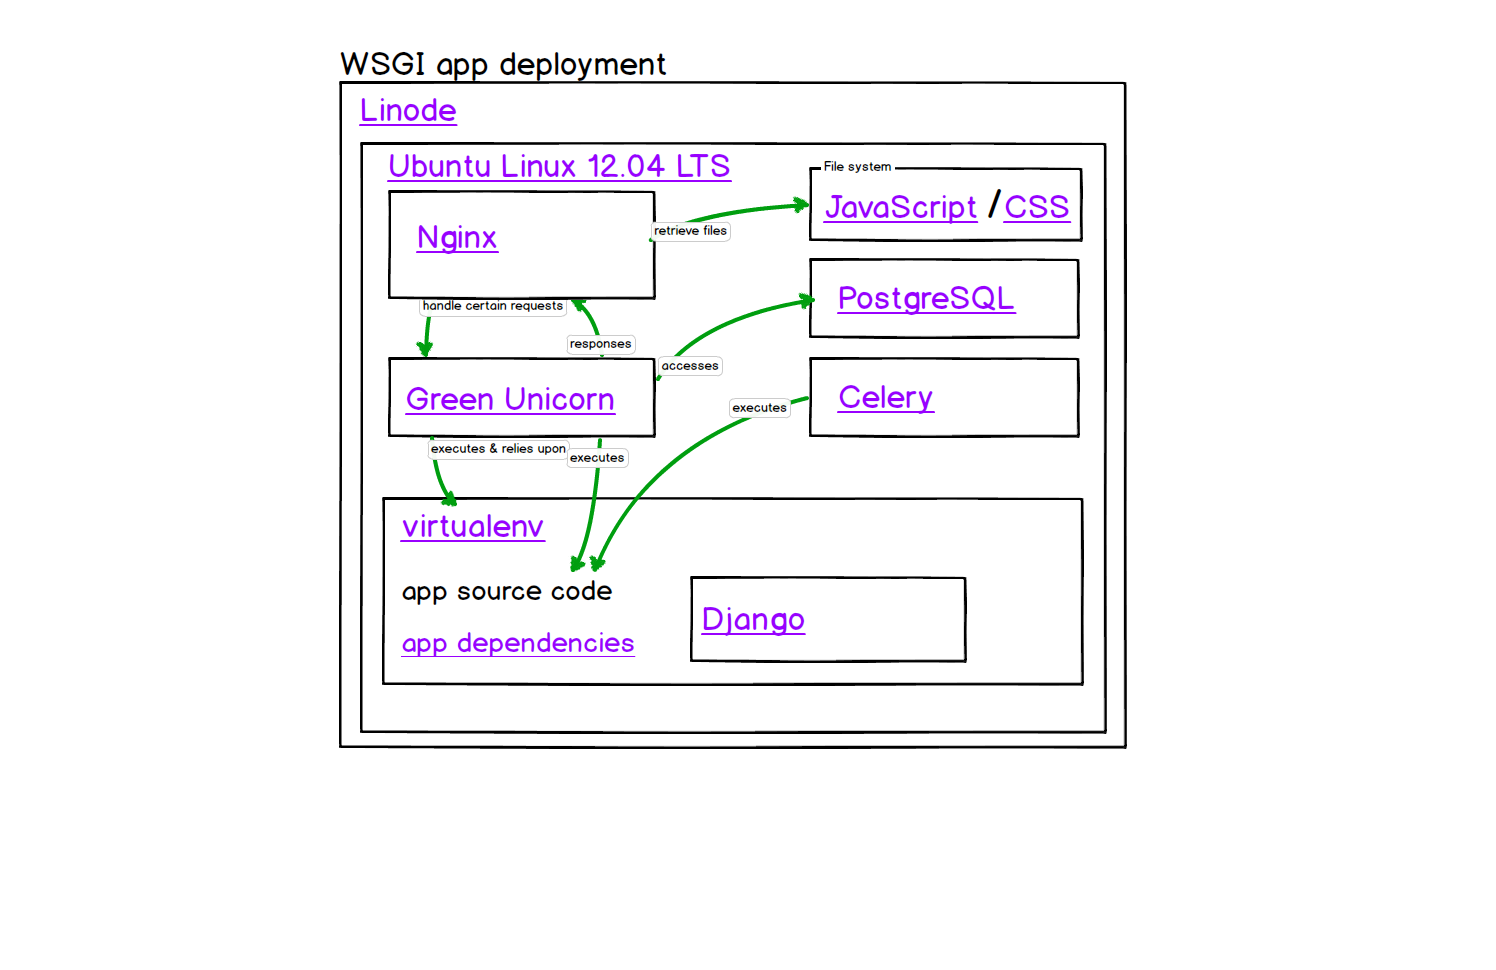 WSGI app deployment
Linode
Ubuntu Linux 12.04 LTS
File system
JavaScript / CSS
Nginx
retrieve files
PostgreSQL
handle certain requests
responses
accesses
Green Unicorn
Celery
executes
executes & relies upon
executes
virtualenv
app source code
Django
app dependencies